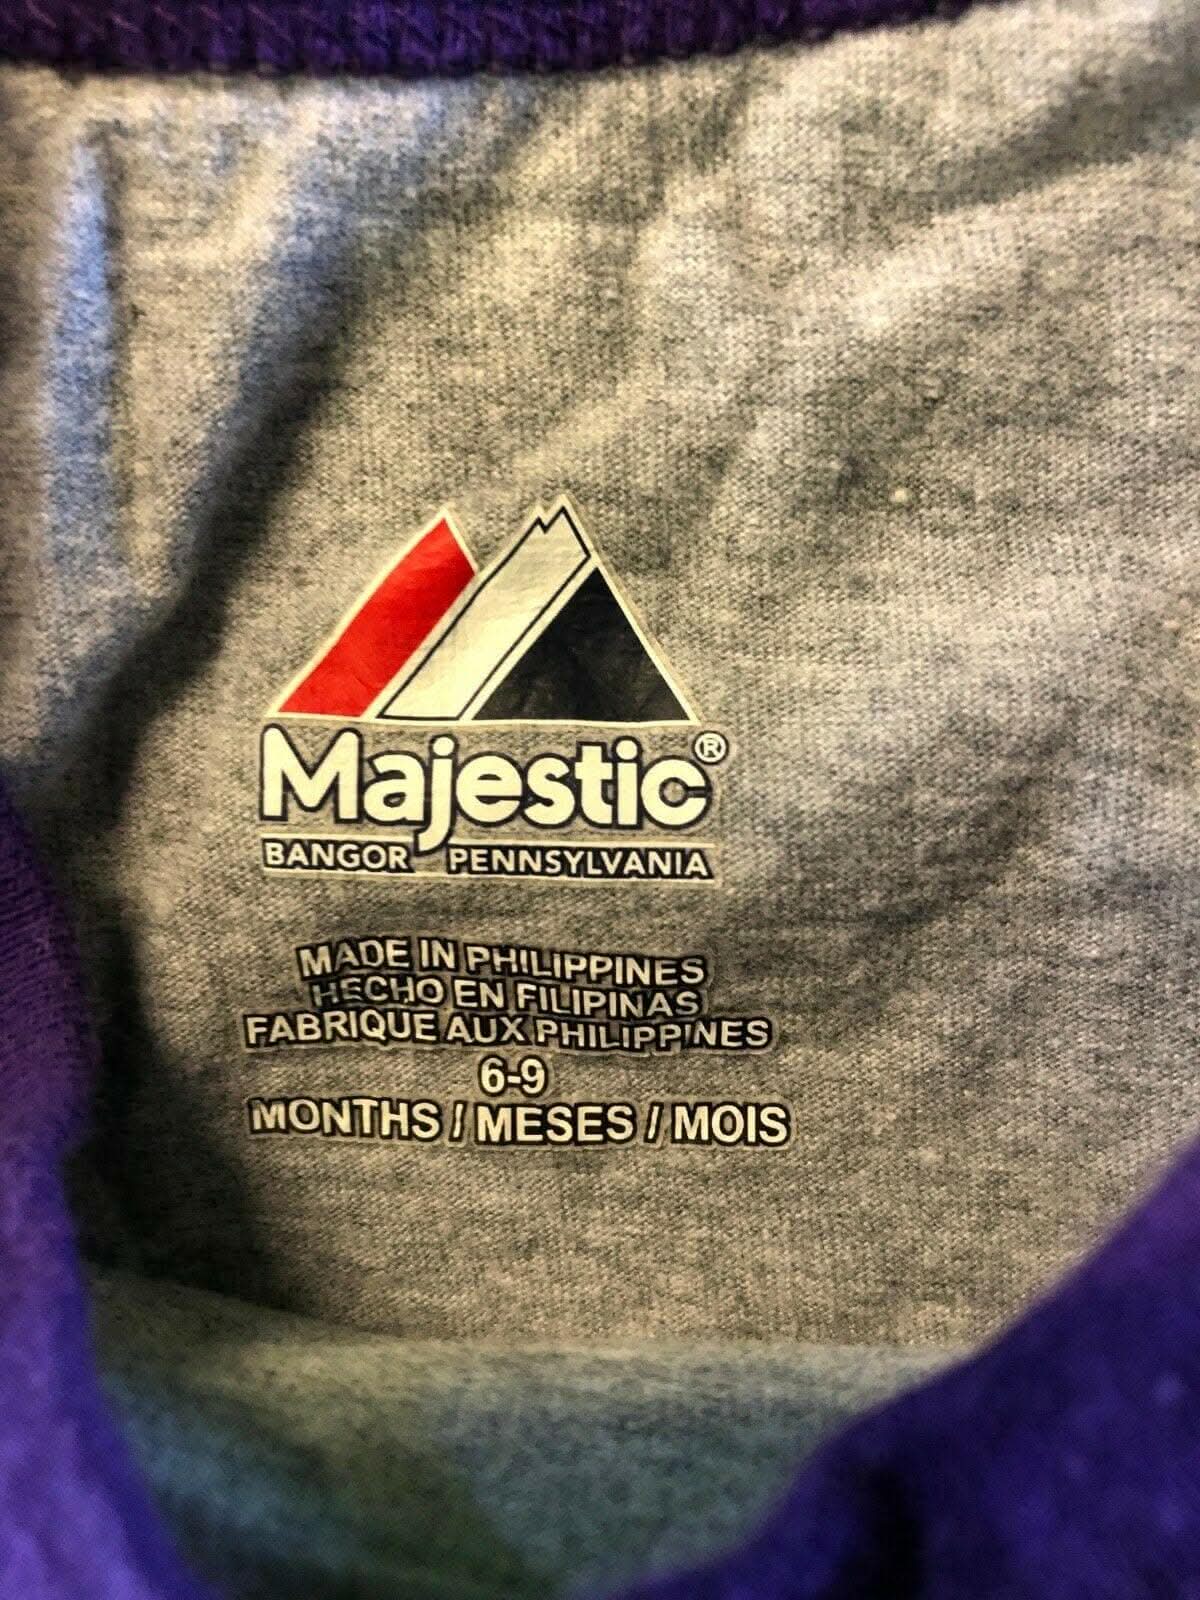 Majestic®
BANGOR PENNSYLVANIA
MADE IN PHILIPPINES
HECHO EN FILIPINAS
FABRIQUE AUX PHILIPPINES
6-9
MONTHS / MESES / MOIS